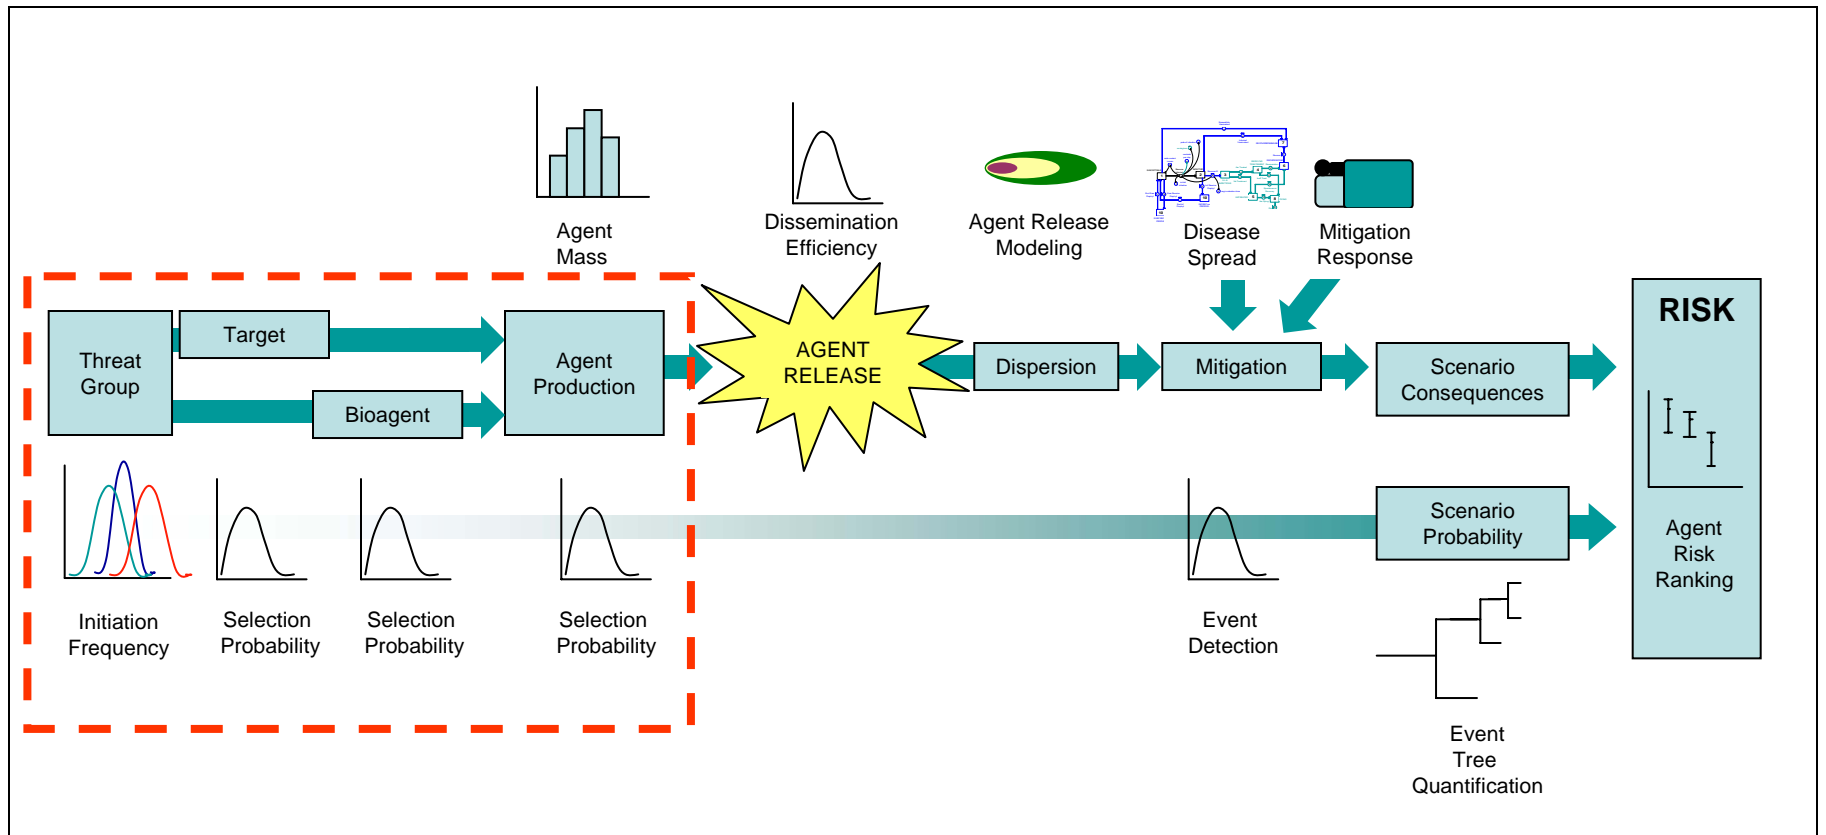 Agent
Mass
Dissemination
Efficiency
Agent Release
Modeling
Disease
Spread
Mitigation
Response
Threat
Group
Target
Bioagent
Agent
Production
AGENT
RELEASE
Dispersion
Mitigation
Scenario
Consequences
RISK
Scenario
Probability
Agent
Risk
Ranking
Initiation
Frequency
Selection
Probability
Selection
Probability
Selection
Probability
Event
Detection
Event
Tree
Quantification